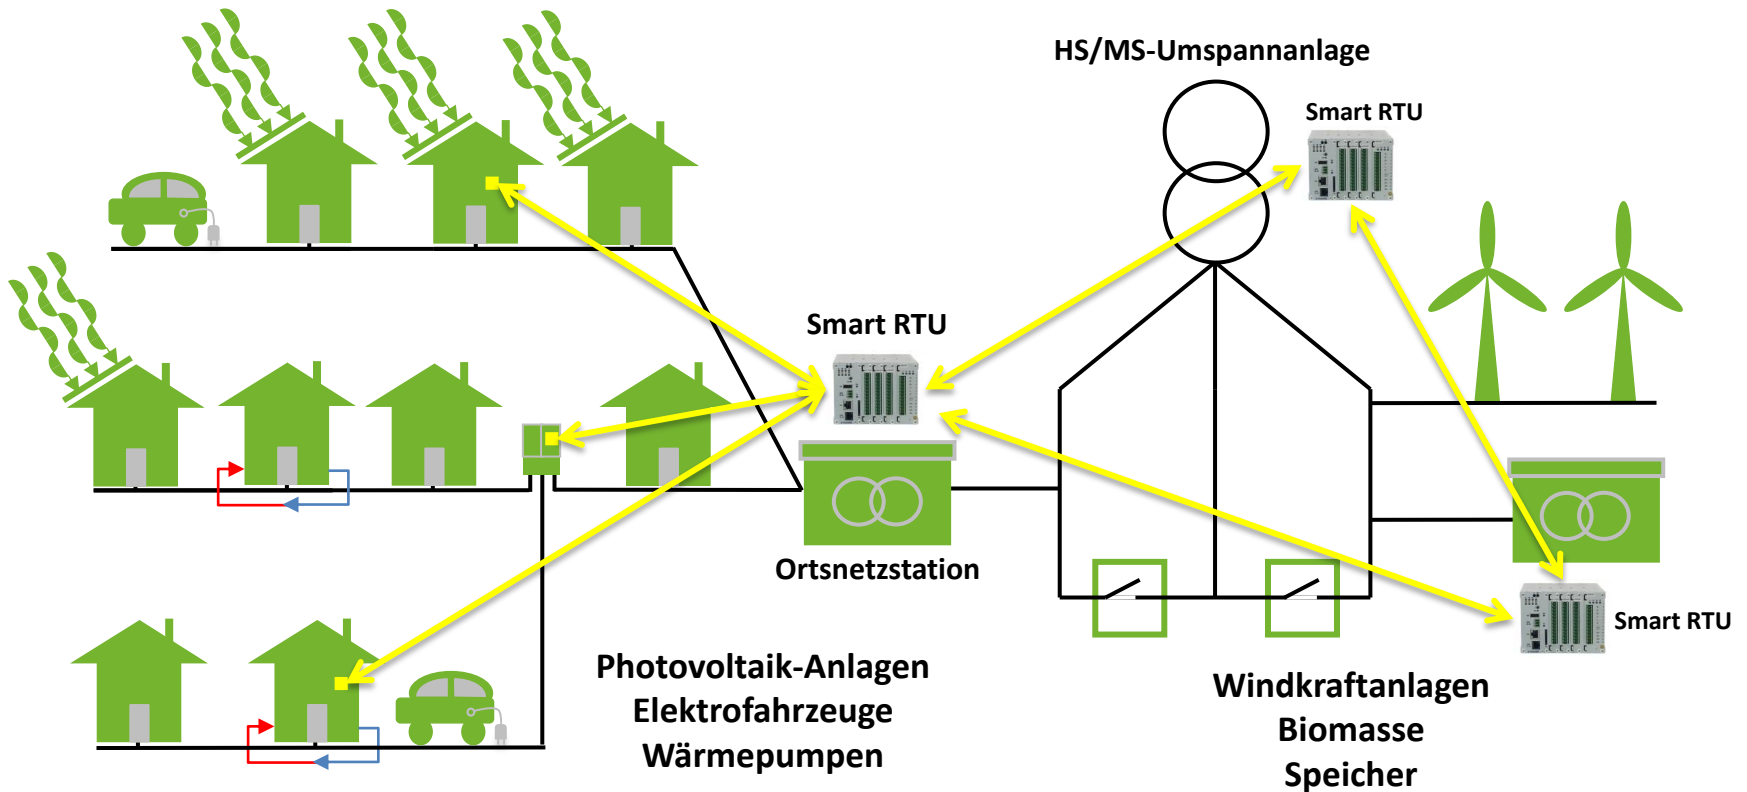 HS/MS-Umspannanlage
Smart RTU
Smart RTU
Ortsnetzstation
Smart RTU
Photovoltaik-Anlagen
Elektrofahrzeuge
Wärmepumpen
Windkraftanlagen
Biomasse
Speicher